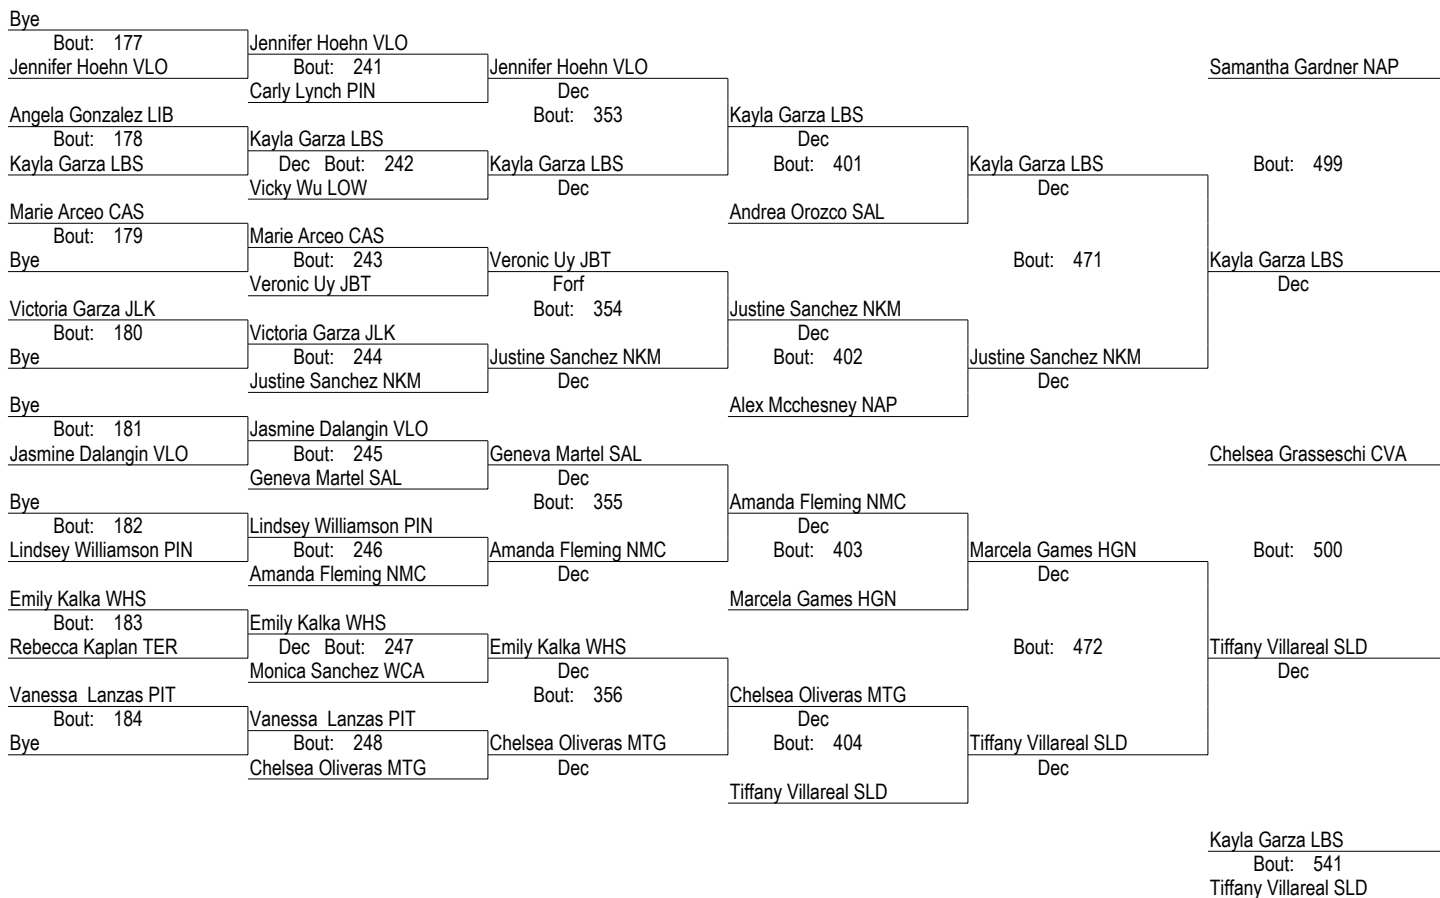 Bye
Bout: 177 Jennifer Hoehn VLO
Jennifer Hoehn VLO Bout: 241 Jennifer Hoehn VLO Samantha Gardner NAP
Carly Lynch PIN Dec
Angela Gonzalez LIB Bout: 353 Kayla Garza LBS
Bout: 178 Kayla Garza LBS Dec
Kayla Garza LBS Dec Bout: 242 Kayla Garza LBS Bout: 401 Kayla Garza LBS Bout: 499
Vicky Wu LOW Dec Dec
Marie Arceo CAS Andrea Orozco SAL
Bout: 179 Marie Arceo CAS
Bye Bout: 243 Veronic Uy JBT Bout: 471 Kayla Garza LBS
Veronic Uy JBT Forf Dec
Victoria Garza JLK Bout: 354 Justine Sanchez NKM
Bout: 180 Victoria Garza JLK Dec
Bye Bout: 244 Justine Sanchez NKM Bout: 402 Justine Sanchez NKM
Justine Sanchez NKM Dec Dec
Bye Alex Mcchesney NAP
Bout: 181 Jasmine Dalangin VLO
Jasmine Dalangin VLO Bout: 245 Geneva Martel SAL Chelsea Grasseschi CVA
Geneva Martel SAL Dec
Bye Bout: 355 Amanda Fleming NMC
Bout: 182 Lindsey Williamson PIN Dec
Lindsey Williamson PIN Bout: 246 Amanda Fleming NMC Bout: 403 Marcela Games HGN Bout: 500
Amanda Fleming NMC Dec Dec
Emily Kalka WHS Marcela Games HGN
Bout: 183 Emily Kalka WHS
Rebecca Kaplan TER Dec Bout: 247 Emily Kalka WHS Bout: 472 Tiffany Villareal SLD
Monica Sanchez WCA Dec Dec
Vanessa Lanzas PIT Bout: 356 Chelsea Oliveras MTG
Bout: 184 Vanessa Lanzas PIT Dec
Bye Bout: 248 Chelsea Oliveras MTG Bout: 404 Tiffany Villareal SLD
Chelsea Oliveras MTG Dec Dec
Tiffany Villareal SLD
Kayla Garza LBS
Bout: 541
Tiffany Villareal SLD